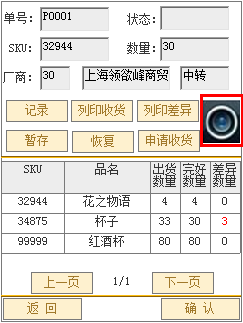 单号: P0001 状态:
SKU: 32944 数量: 30
厂商: 30 上海领欲峰商贸 中转
记录 列印收货 列印差异
暂存 恢复 申请收货
SKU 品名 出货数量 完好数量 差异数量
32944 花之物语 4 4 0
34875 杯子 33 30 3
99999 红酒杯 80 80 0
上一页 1/1 下一页
返 回 确 认